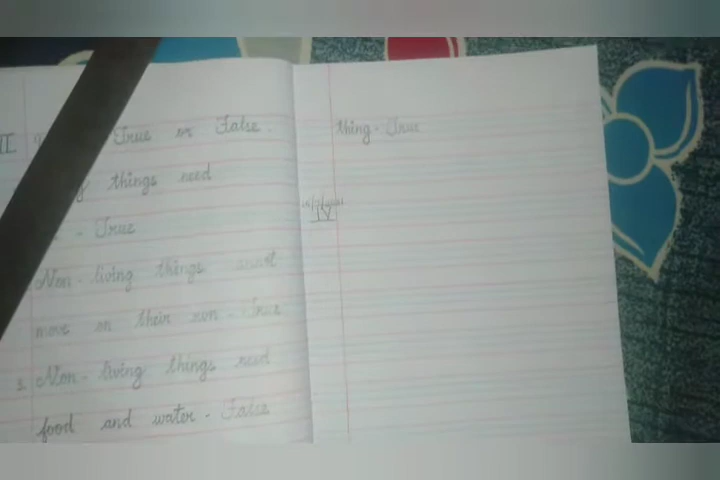 II True or False.
things need
- True
Non-living things
move on their own - True
3. Non-living things need
food and water - False
thing - True
IV